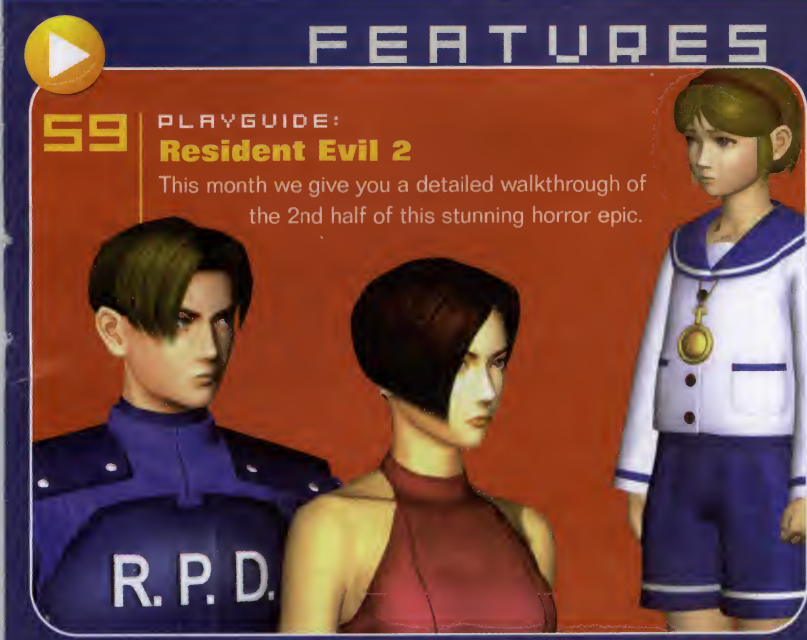 FEATURES
59
PLAYGUIDE:
Resident Evil 2
This month we give you a detailed walkthrough of
the 2nd half of this stunning horror epic.
R.P.D.